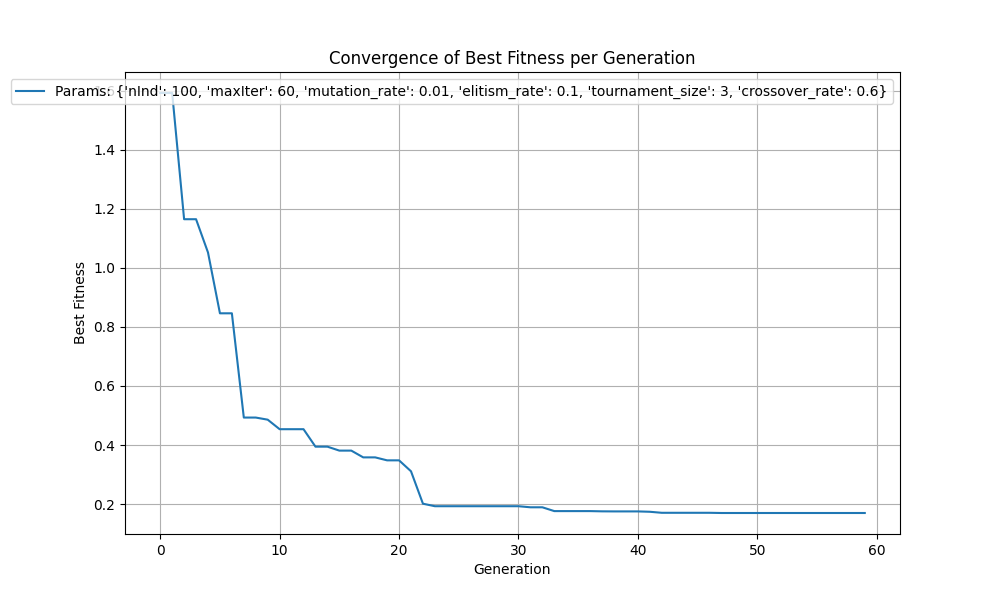 Convergence of Best Fitness per Generation
Params: {'nInd': 100, 'maxIter': 60, 'mutation_rate': 0.01, 'elitism_rate': 0.1, 'tournament_size': 3, 'crossover_rate': 0.6}
1.4
1.2
1.0
0.8
0.6
0.4
0.2
Best Fitness
0 10 20 30 40 50 60
Generation